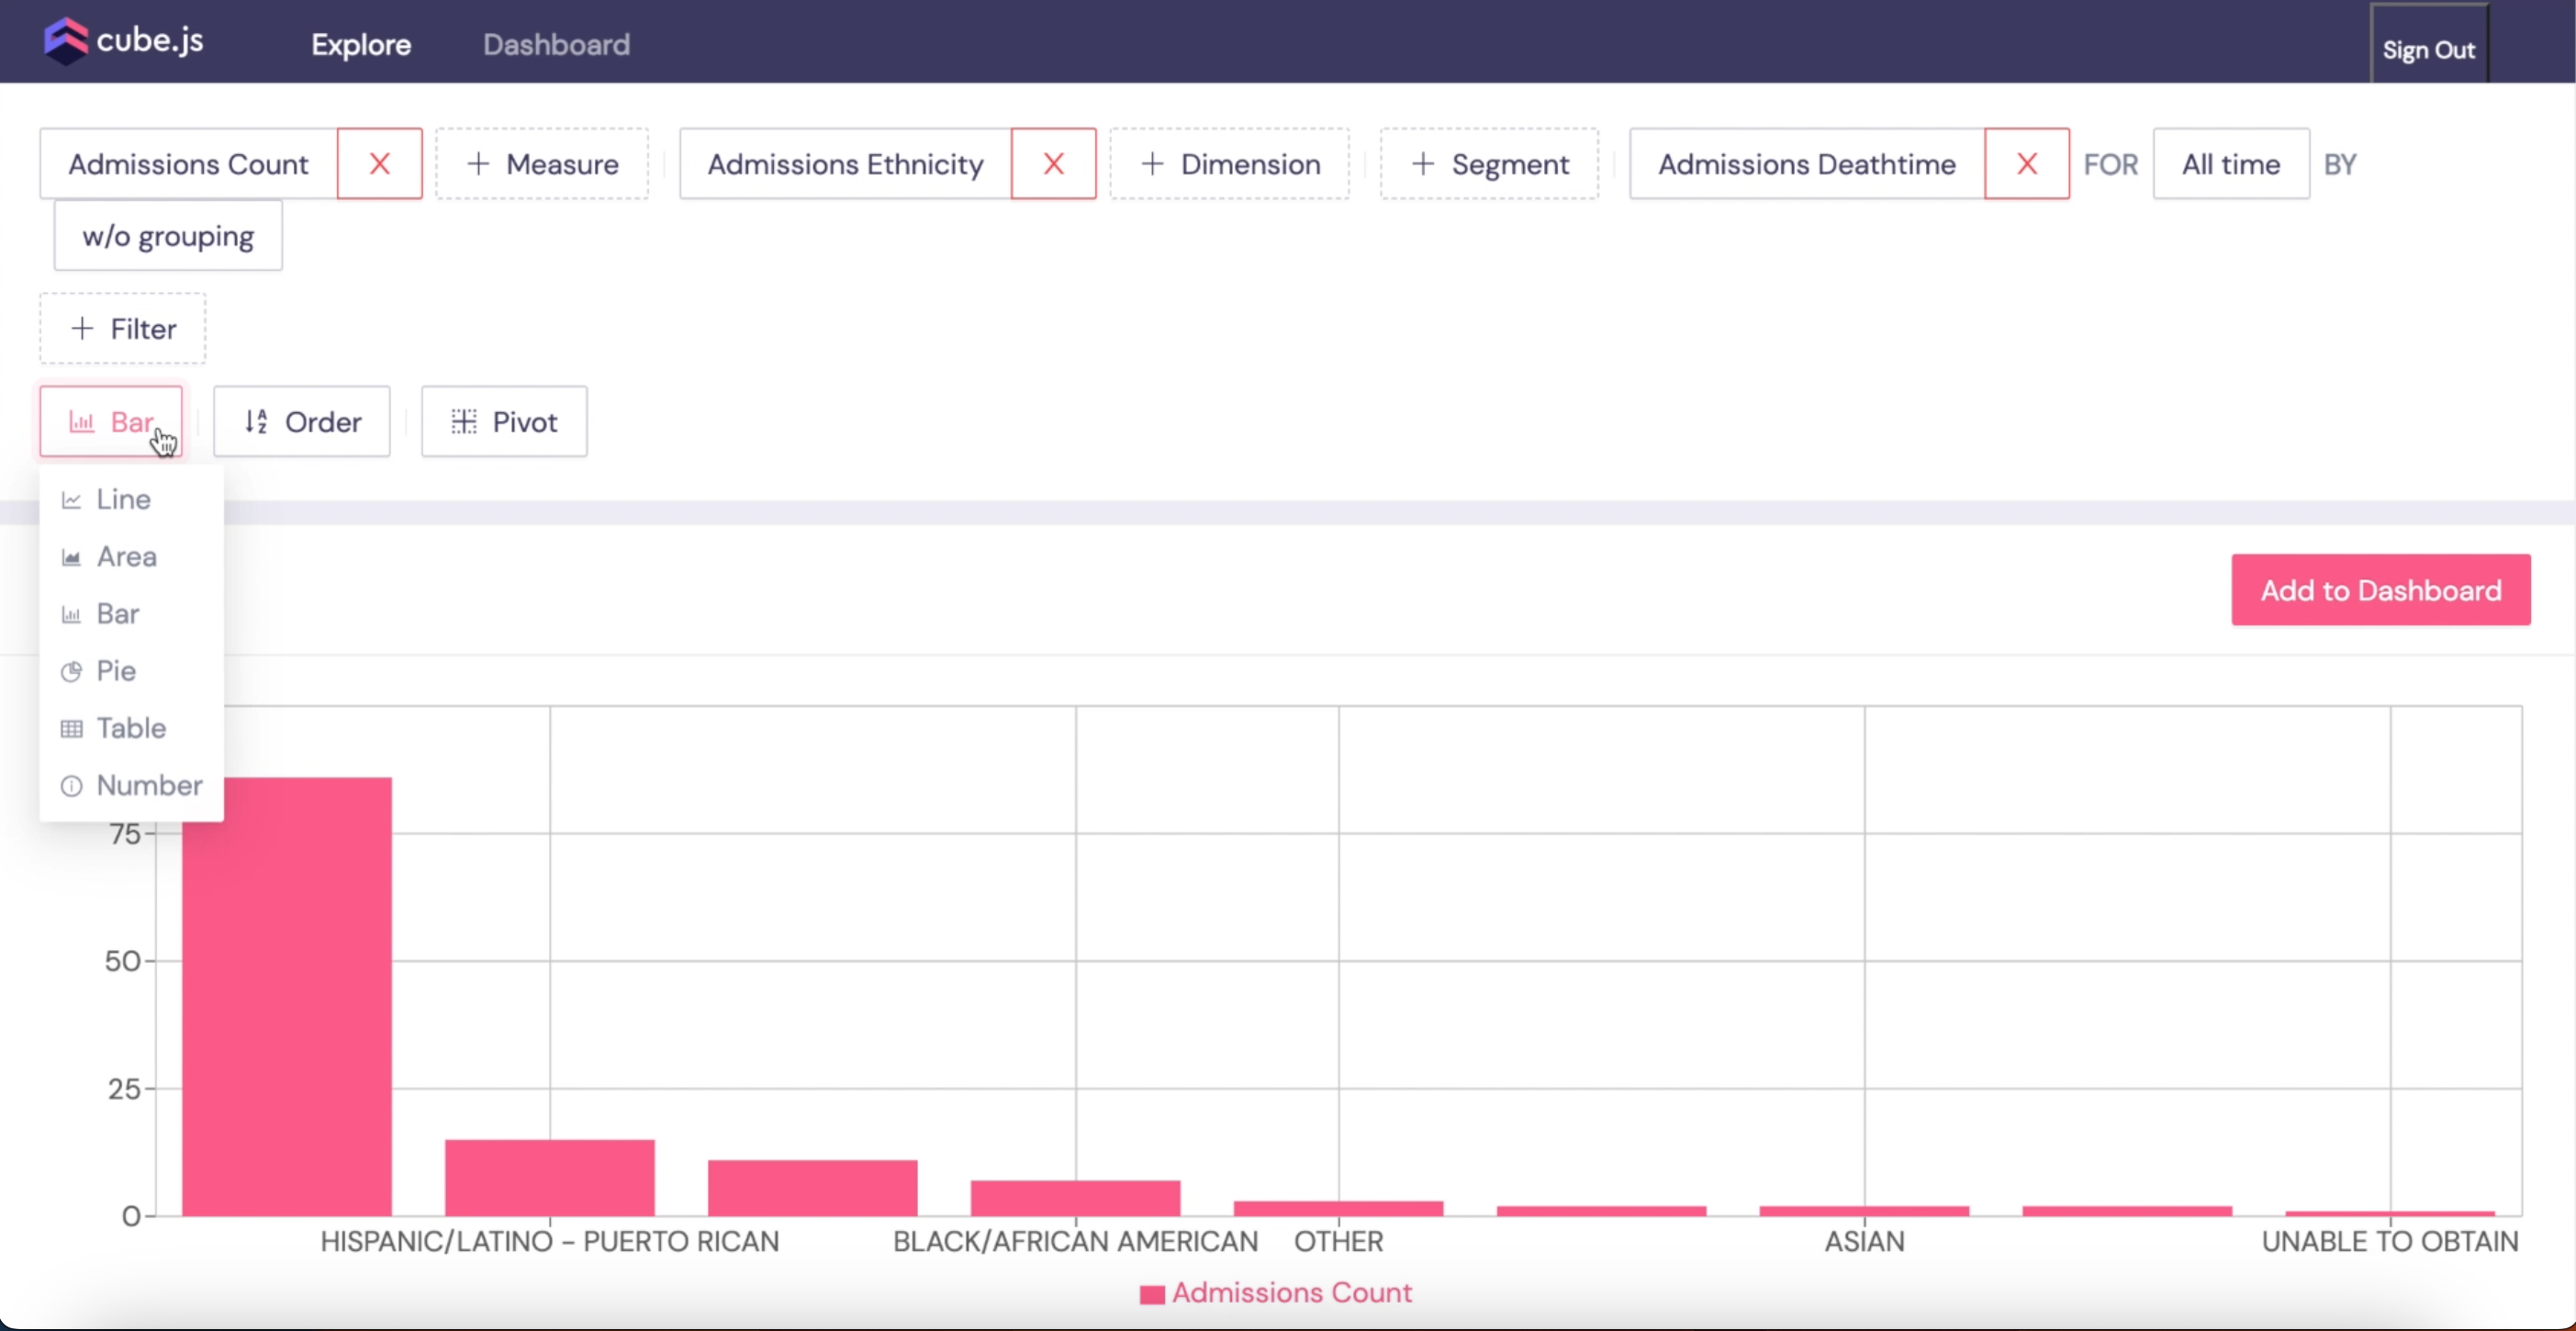 cube.js Explore Dashboard Sign Out
Admissions Count X + Measure Admissions Ethnicity X + Dimension + Segment Admissions Deathtime X FOR All time BY
w/o grouping
+ Filter
Bar Order Pivot
Line
Area
Bar
Pie
Table
Number
Add to Dashboard
75
50
25
0
HISPANIC/LATINO - PUERTO RICAN BLACK/AFRICAN AMERICAN OTHER ASIAN UNABLE TO OBTAIN
Admissions Count